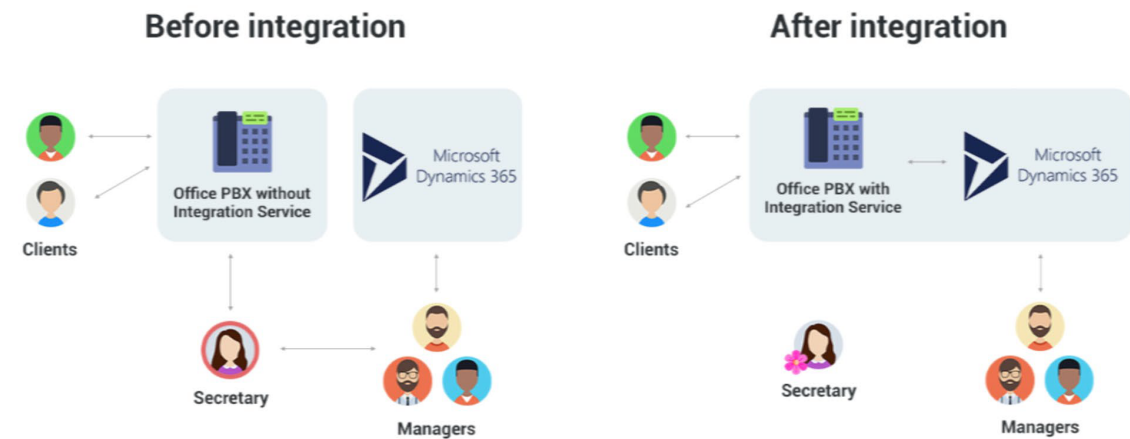 Before integration
Microsoft
Dynamics 365
Office PBX without
Integration Service
Clients
Secretary
Managers
After integration
Microsoft
Dynamics 365
Office PBX with
Integration Service
Clients
Secretary
Managers